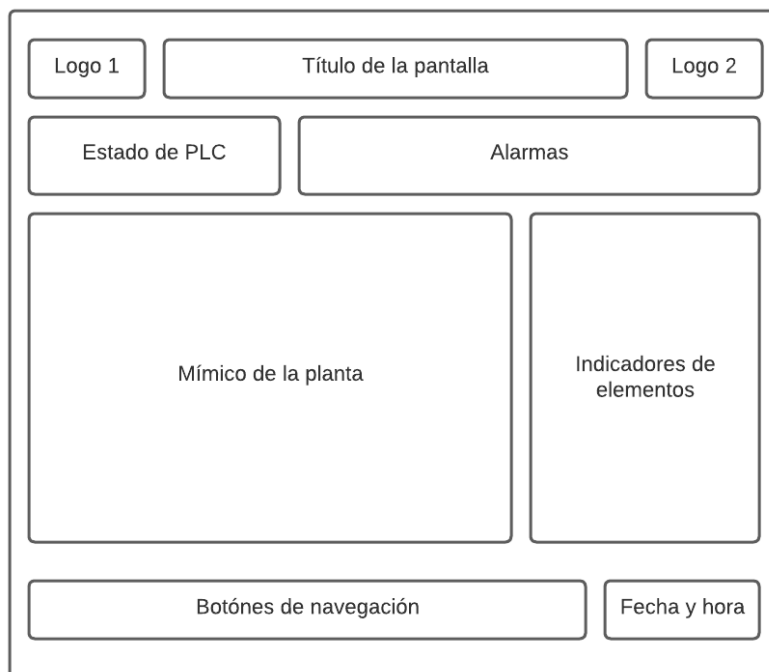 Logo 1
Título de la pantalla
Logo 2
Estado de PLC
Alarmas
Mímico de la planta
Indicadores de
elementos
Botónes de navegación
Fecha y hora